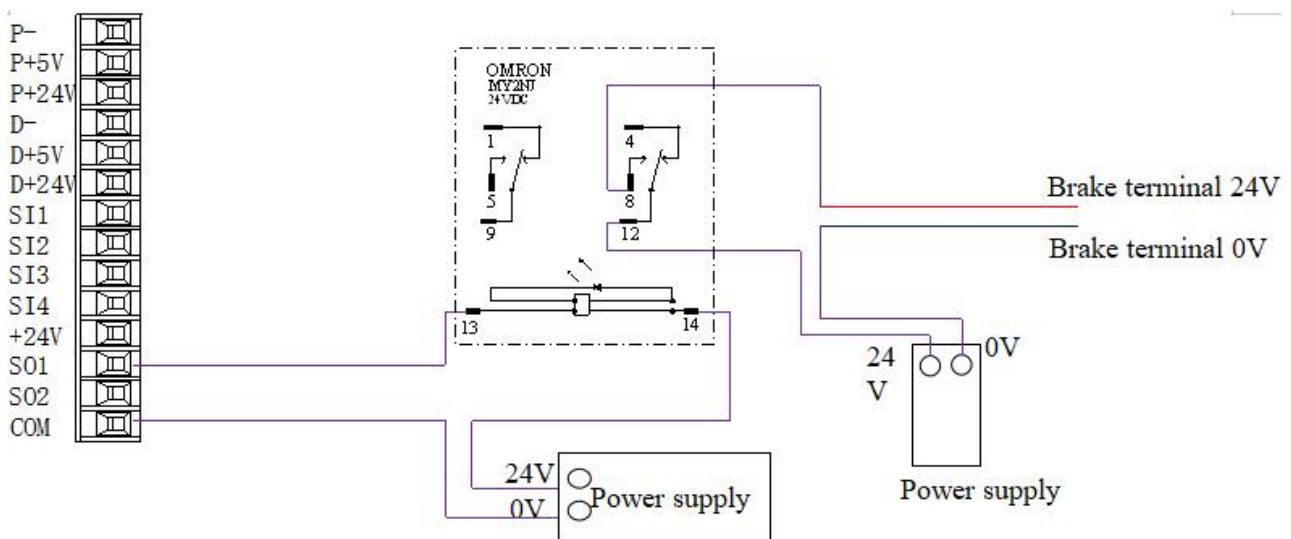 P-
P+5V
P+24V
D-
D+5V
D+24V
SI1
SI2
SI3
SI4
+24V
SO1
SO2
COM
OMRON
MY2NJ
24VDC
1
4
5
8
9
12
13
14
Brake terminal 24V
Brake terminal 0V
24
V
0V
Power supply
24V
0V
Power supply